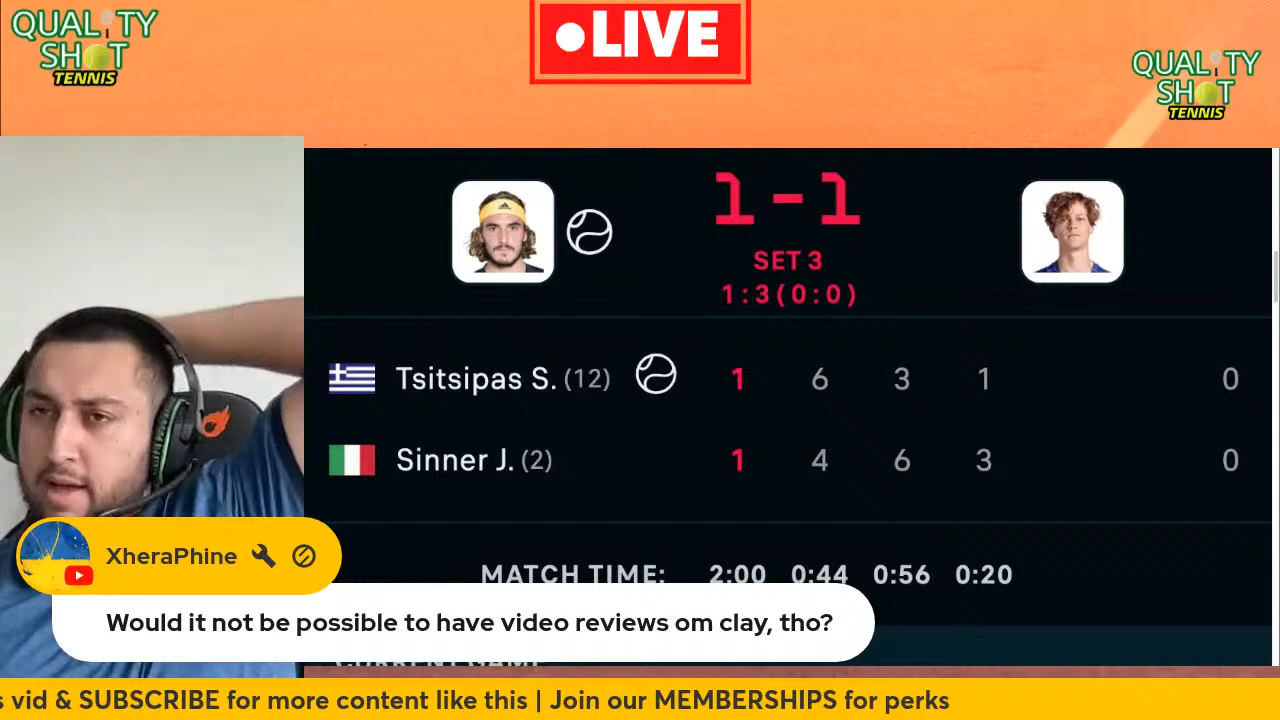 QUALITY
SHOT
TENNIS
LIVE
QUALITY
SHOT
TENNIS
1 - 1
SET 3
1 : 3 ( 0 : 0 )
Tsitsipas S. (12) 1 6 3 1 0
Sinner J. (2) 1 4 6 3 0
MATCH TIME: 2:00 0:44 0:56 0:20
XheraPhine
Would it not be possible to have video reviews om clay, tho?
CURRENT GAME
s vid & SUBSCRIBE for more content like this | Join our MEMBERSHIPS for perks